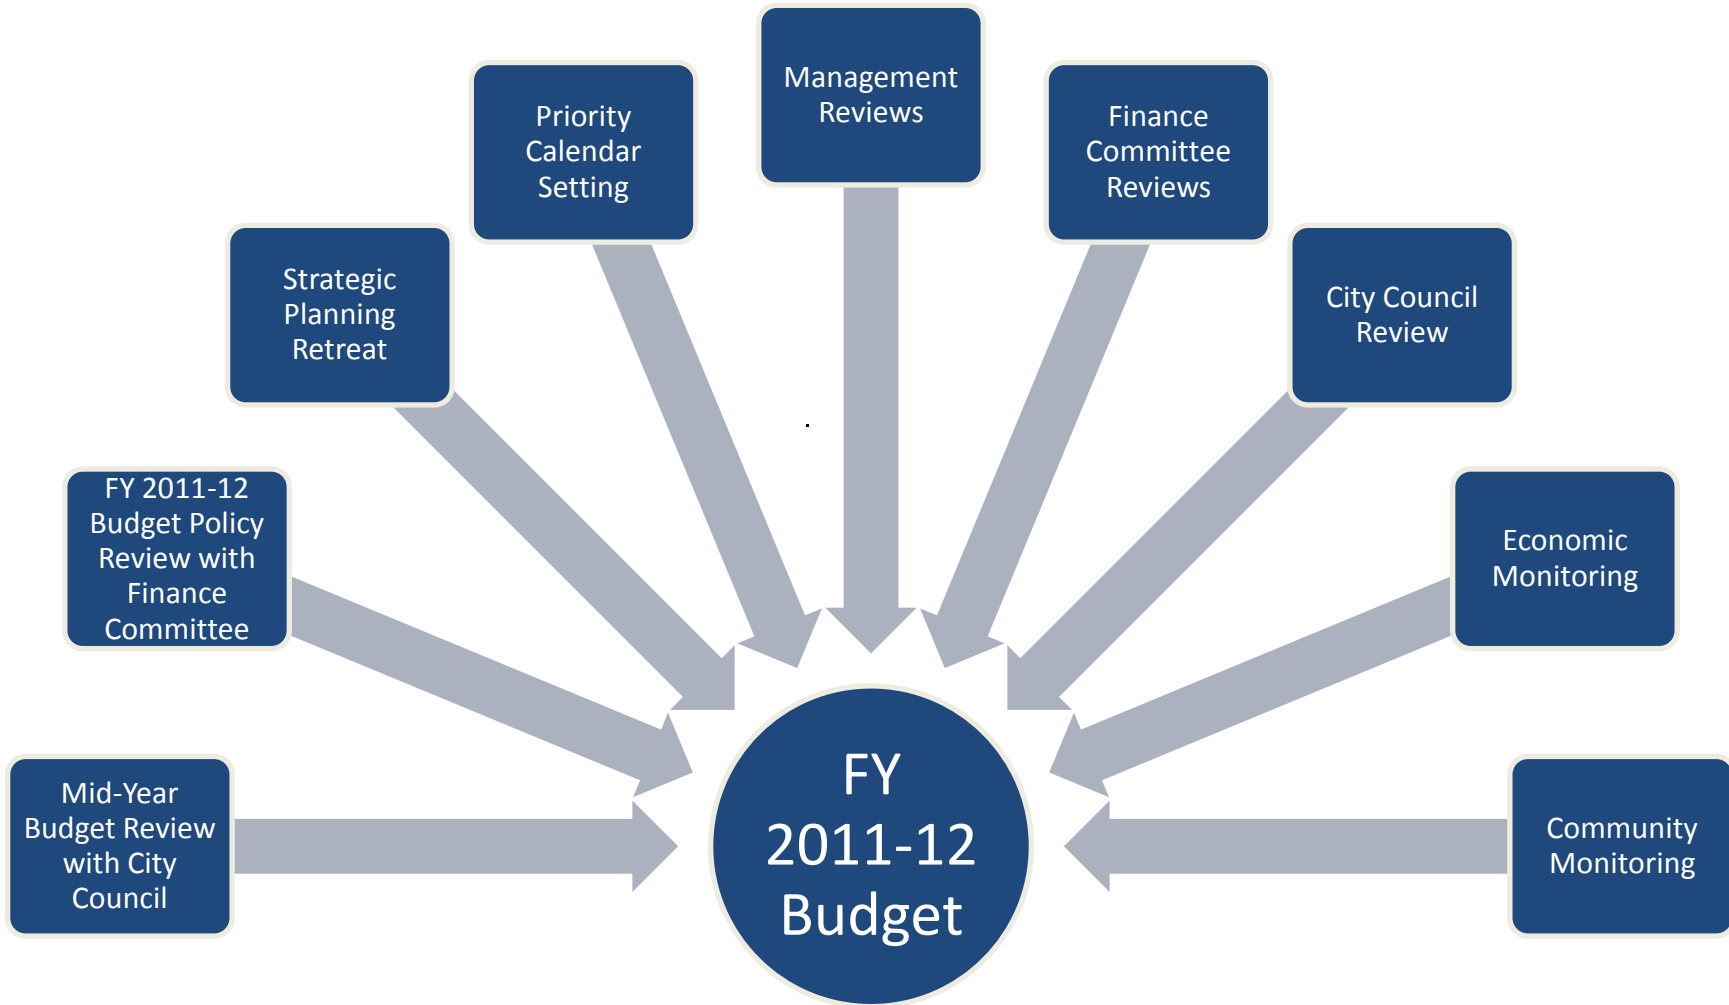 Management
Reviews
Priority
Calendar
Setting
Finance
Committee
Reviews
Strategic
Planning
Retreat
City Council
Review
FY 2011-12
Budget Policy
Review with
Finance
Committee
Economic
Monitoring
Mid-Year
Budget Review
with City
Council
FY
2011-12
Budget
Community
Monitoring